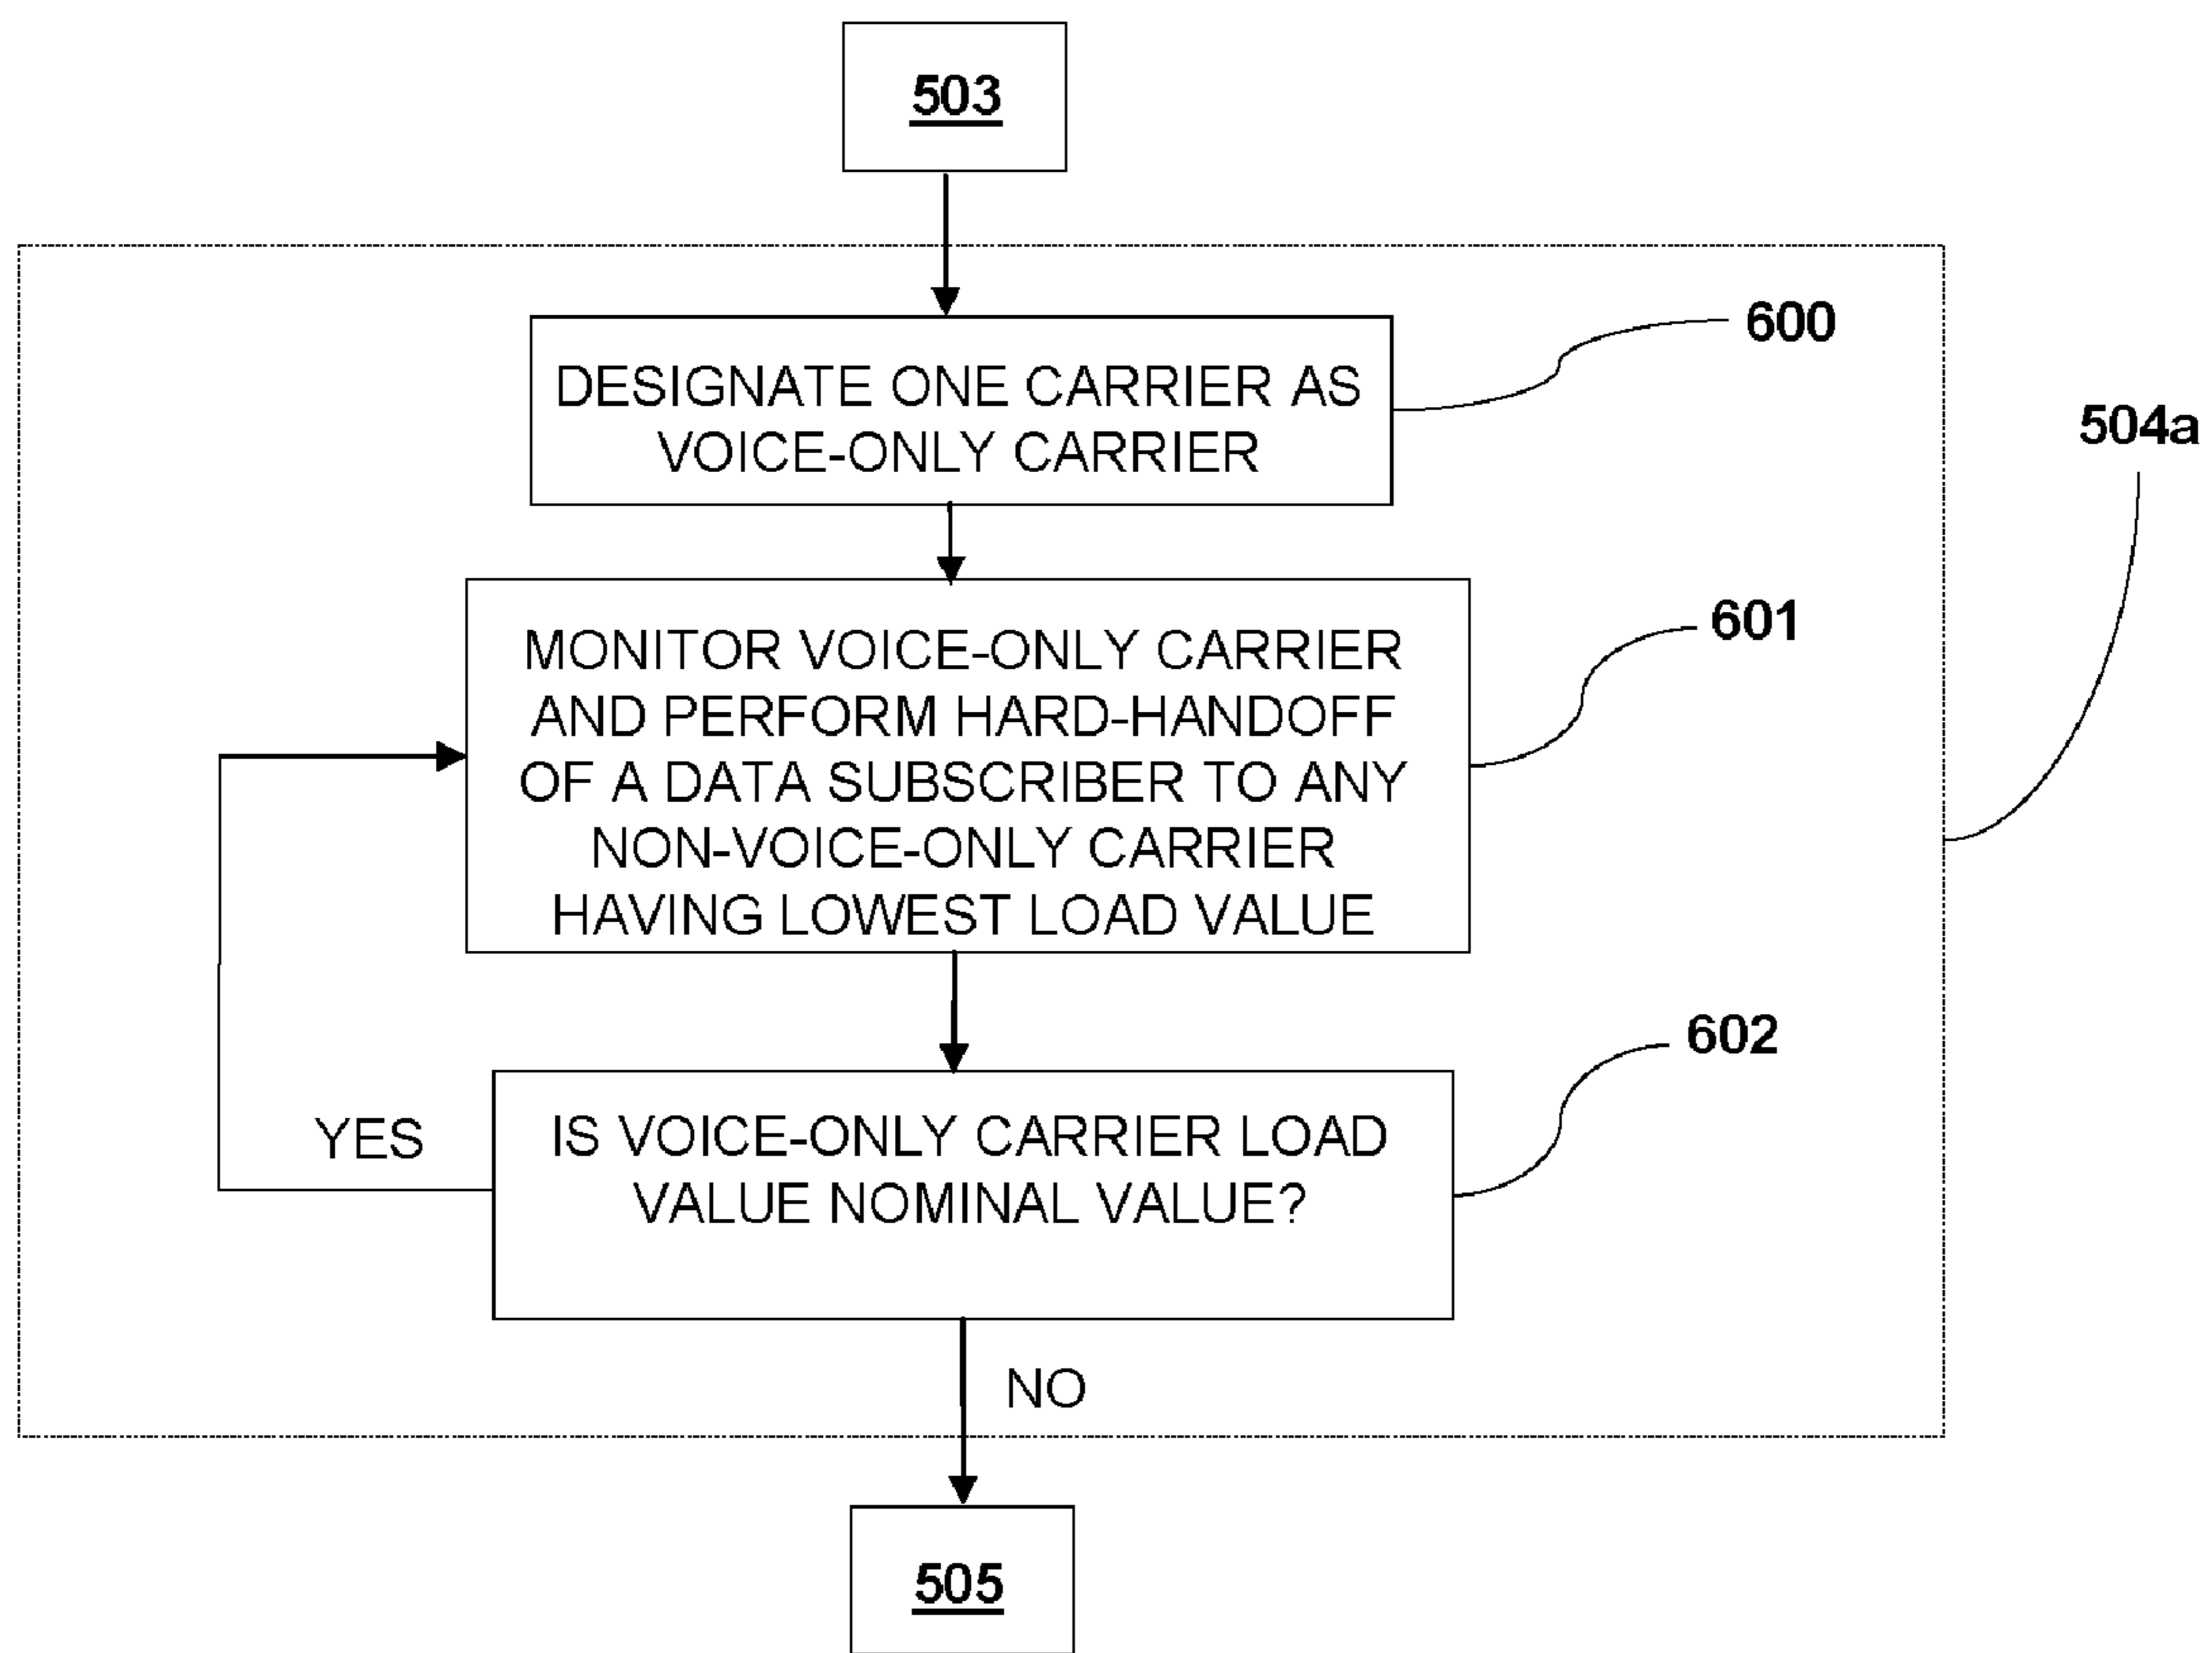 503
DESIGNATE ONE CARRIER AS
VOICE-ONLY CARRIER
600
504a
MONITOR VOICE-ONLY CARRIER
AND PERFORM HARD-HANDOFF
OF A DATA SUBSCRIBER TO ANY
NON-VOICE-ONLY CARRIER
HAVING LOWEST LOAD VALUE
601
IS VOICE-ONLY CARRIER LOAD
VALUE NOMINAL VALUE?
602
YES
NO
505